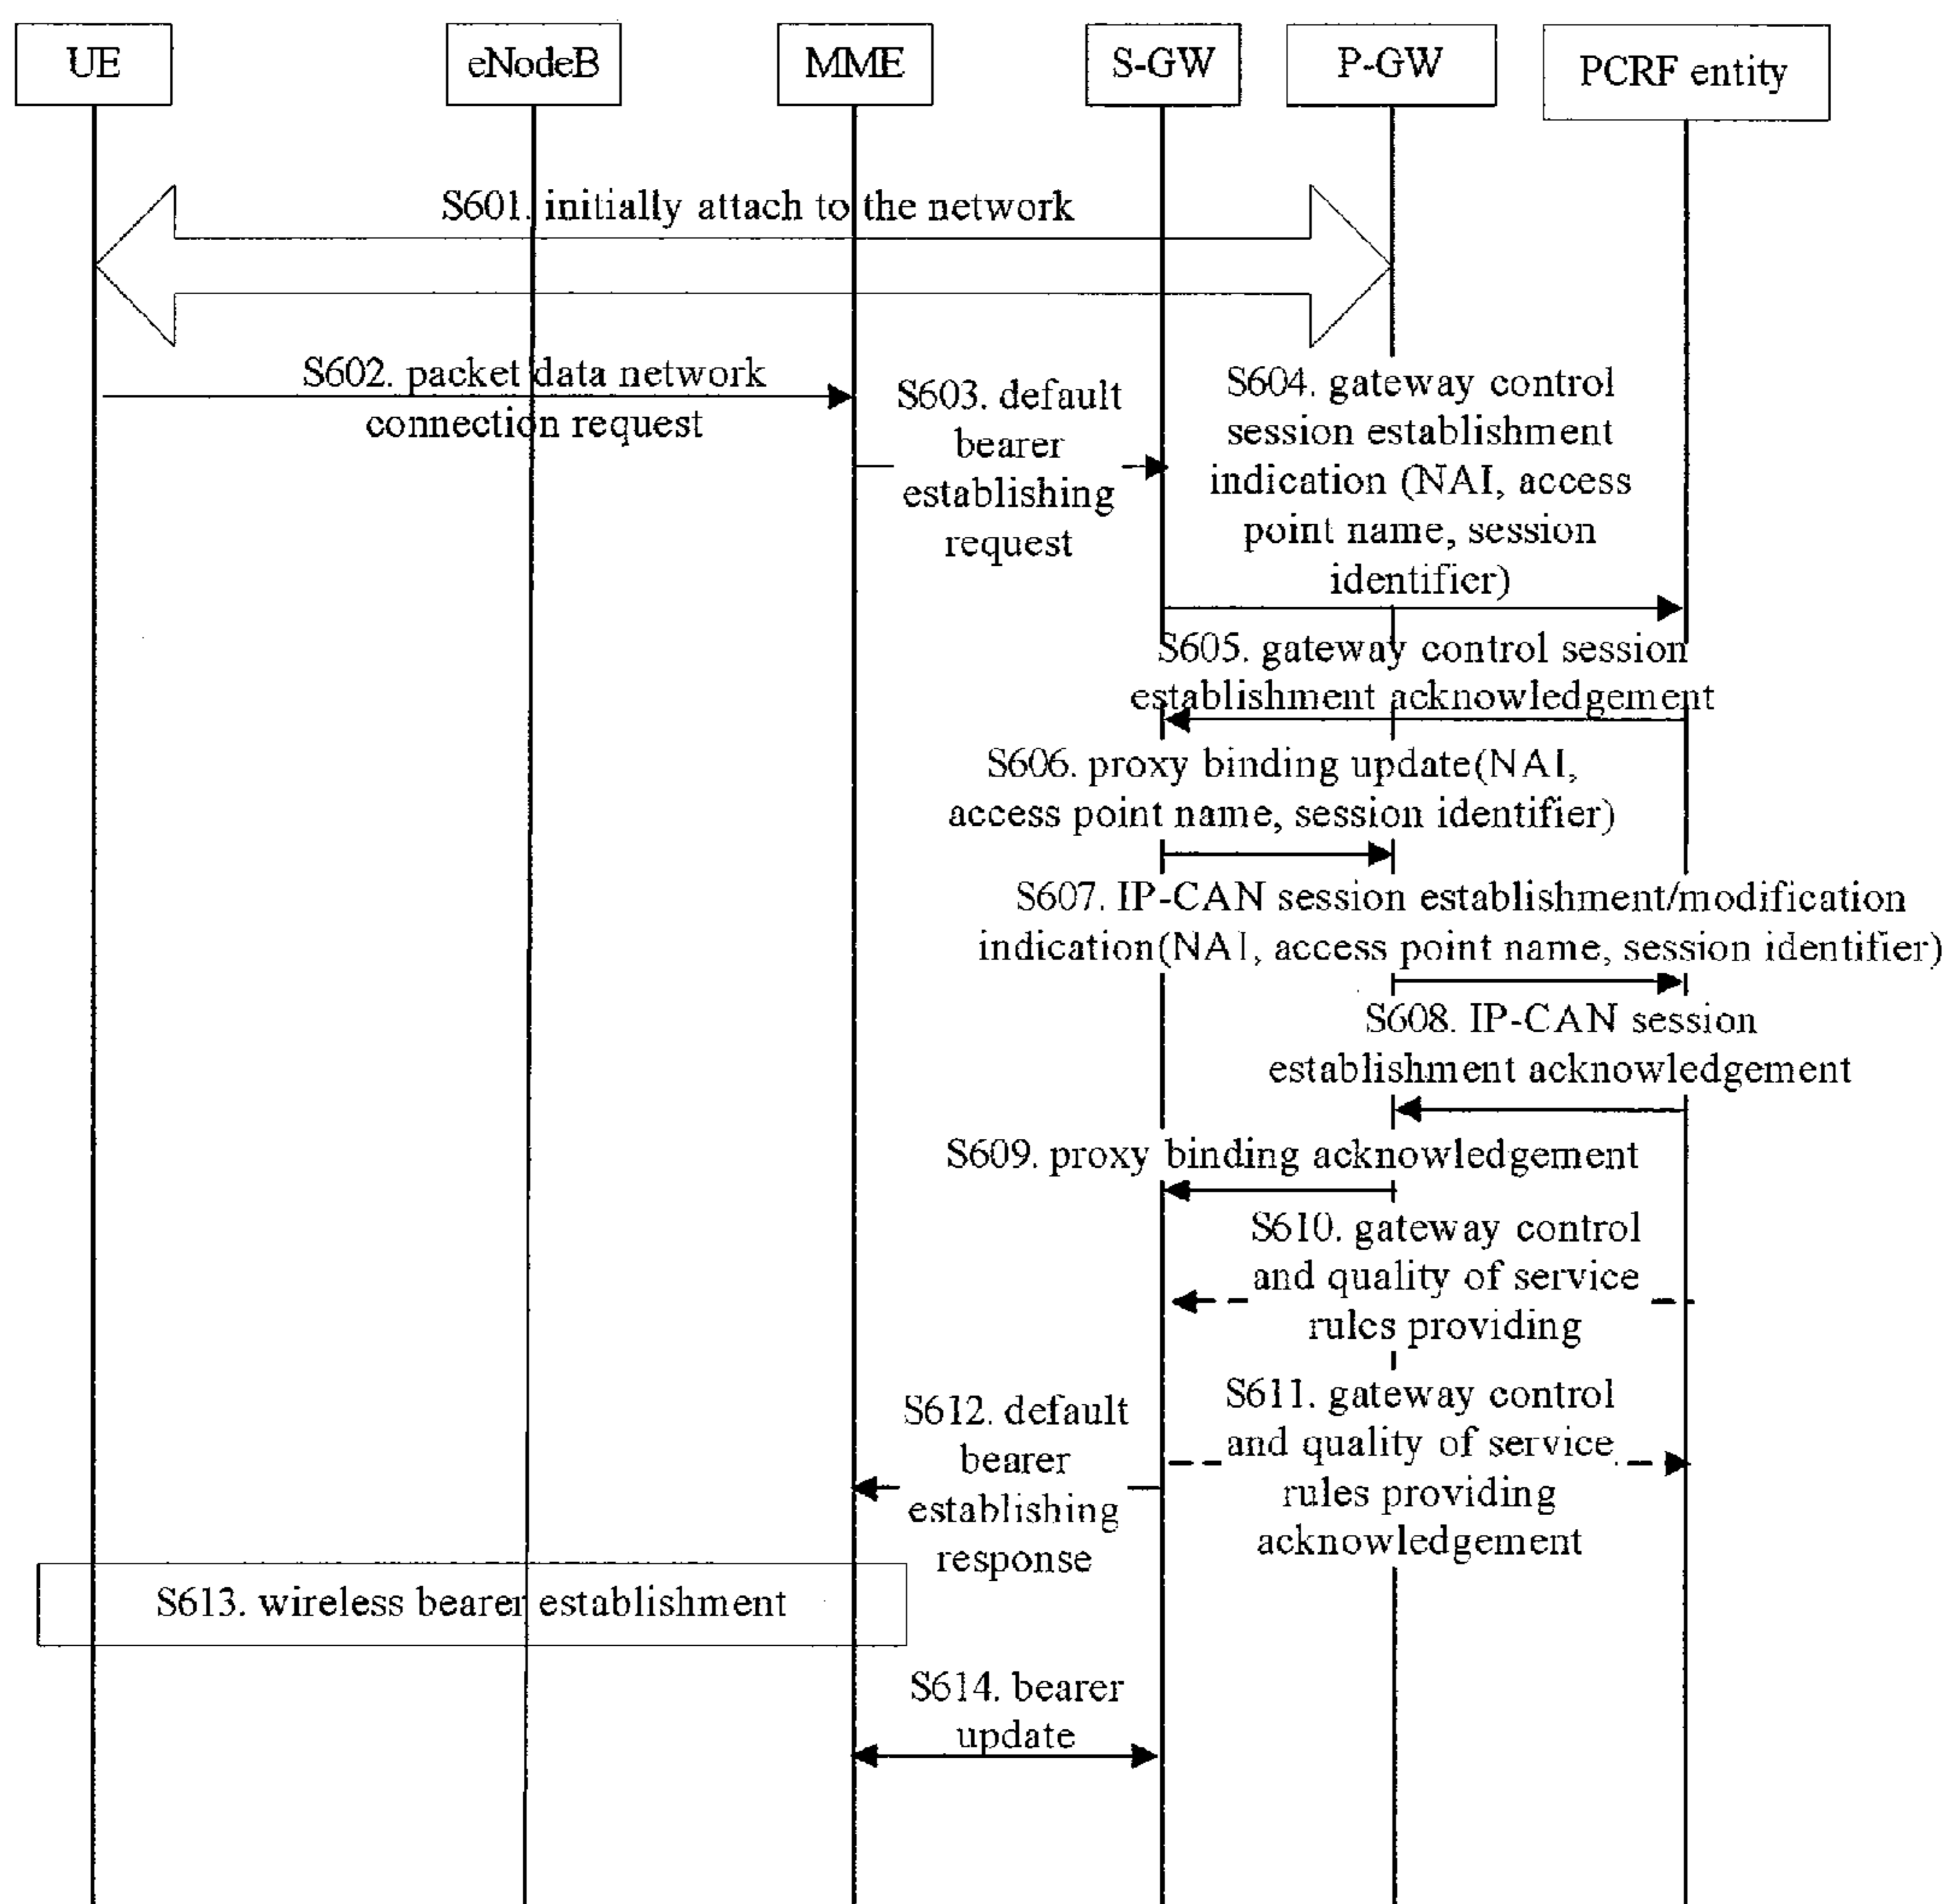 UE
eNodeB
MME
S-GW
P-GW
PCRF entity
S601. initially attach to the network
S602. packet data network
connection request
S603. default
bearer
establishing
request
S604. gateway control
session establishment
indication (NAI, access
point name, session
identifier)
S605. gateway control session
establishment acknowledgement
S606. proxy binding update(NAI,
access point name, session identifier)
S607. IP-CAN session establishment/modification
indication(NAI, access point name, session identifier)
S608. IP-CAN session
establishment acknowledgement
S609. proxy binding acknowledgement
S610. gateway control
and quality of service
rules providing
S611. gateway control
and quality of service
rules providing
acknowledgement
S612. default
bearer
establishing
response
S613. wireless bearer establishment
S614. bearer
update